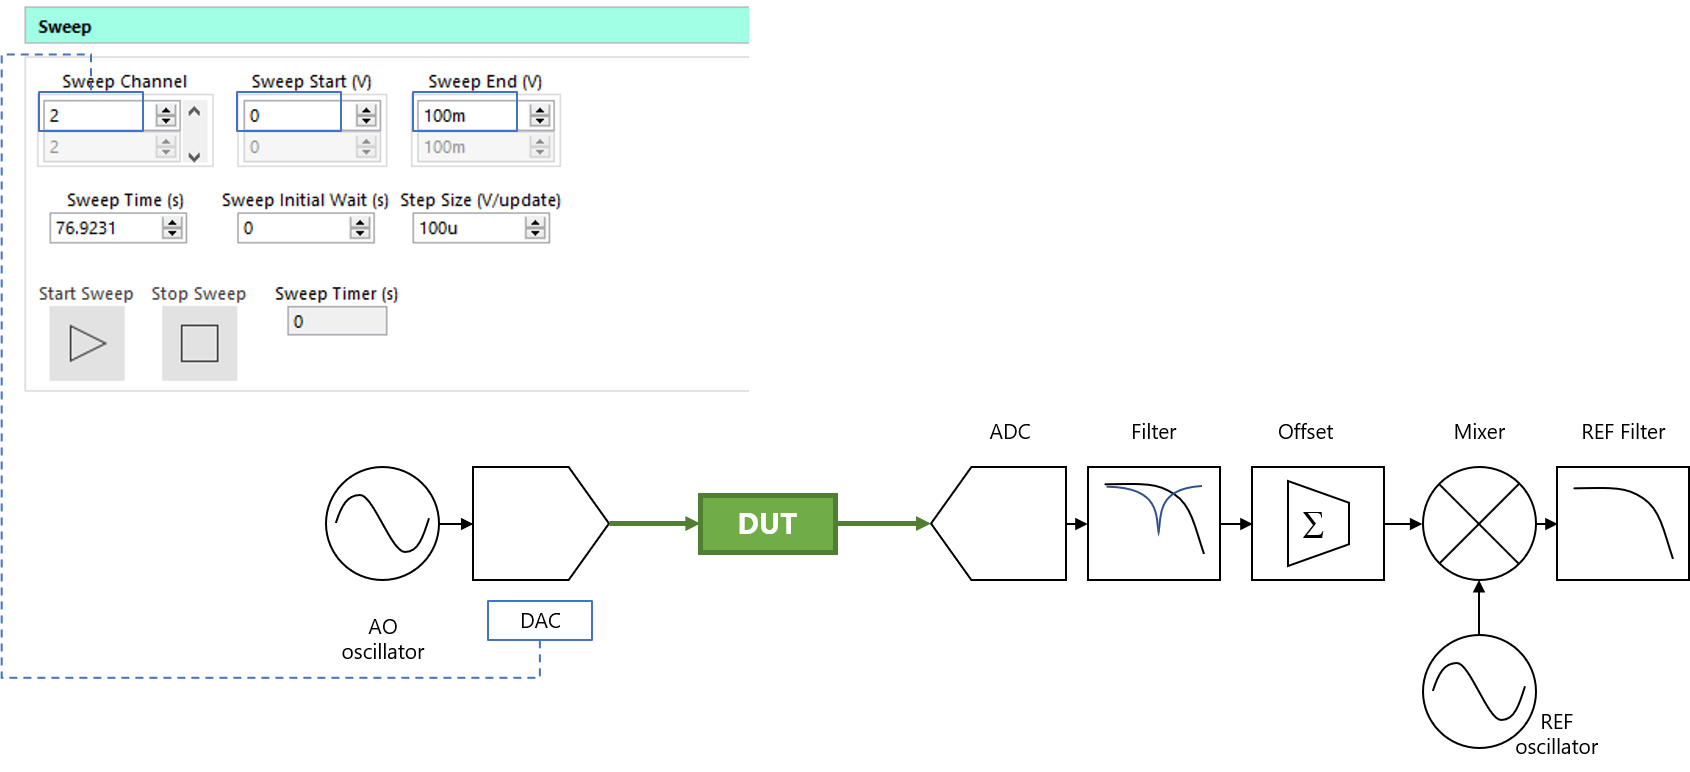 Sweep
Sweep Channel Sweep Start (V) Sweep End (V)
2 0 100m
2 0 100m
Sweep Time (s) Sweep Initial Wait (s) Step Size (V/update)
76.9231 0 100u
Start Sweep Stop Sweep Sweep Timer (s)
0
ADC Filter Offset Mixer REF Filter
DUT Σ
DAC
AO
oscillator
REF
oscillator